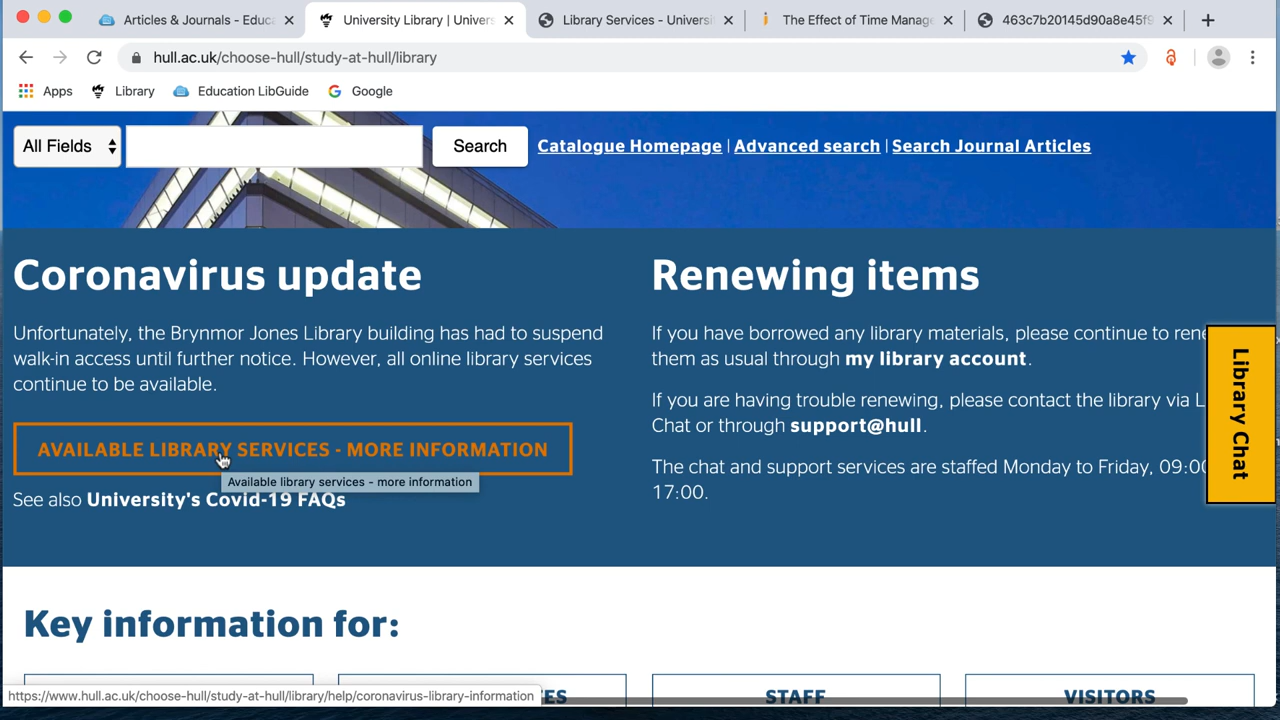 Articles & Journals - Educa
University Library | Univers
Library Services - Universi
The Effect of Time Manage
463c7b20145d90a8e45f9
hull.ac.uk/choose-hull/study-at-hull/library
Apps Library Education LibGuide Google
All Fields Search Catalogue Homepage | Advanced search | Search Journal Articles
Coronavirus update
Unfortunately, the Brynmor Jones Library building has had to suspend
walk-in access until further notice. However, all online library services
continue to be available.
AVAILABLE LIBRARY SERVICES - MORE INFORMATION
Available library services - more information
See also University's Covid-19 FAQs
Renewing items
If you have borrowed any library materials, please continue to rene
them as usual through my library account.
If you are having trouble renewing, please contact the library via L
Chat or through support@hull.
The chat and support services are staffed Monday to Friday, 09:00
17:00.
Library Chat
Key information for:
STAFF
VISITORS
https://www.hull.ac.uk/choose-hull/study-at-hull/library/help/coronavirus-library-information